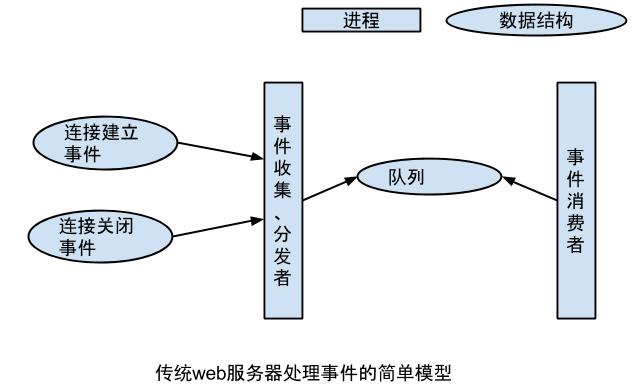 进程
数据结构
连接建立
事件
连接关闭
事件
事件收集、分发者
队列
事件消费者
传统web服务器处理事件的简单模型